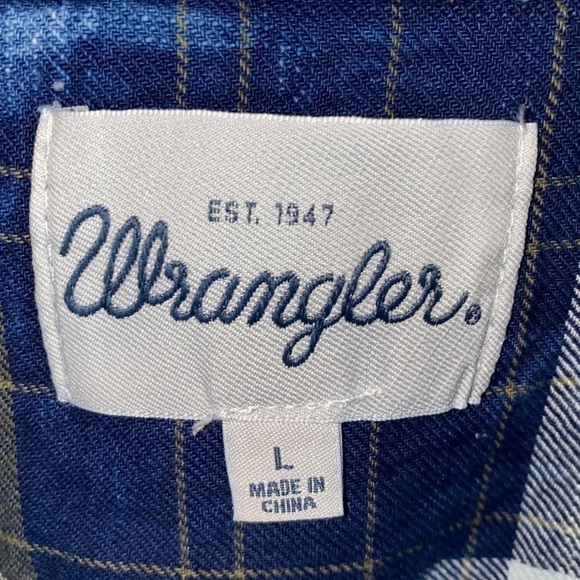 EST. 1947
Wrangler®
L
MADE IN
CHINA